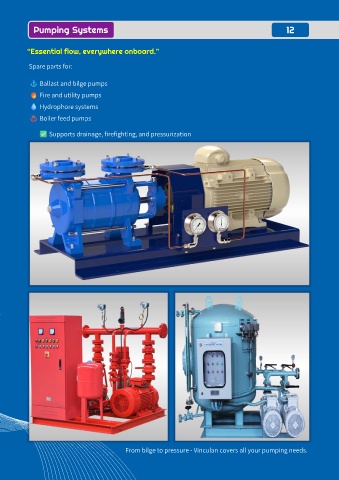 Pumping Systems
12
"Essential flow, everywhere onboard."
Spare parts for:
Ballast and bilge pumps
Fire and utility pumps
Hydrophore systems
Boiler feed pumps
Supports drainage, firefighting, and pressurization
From bilge to pressure - Vinculan covers all your pumping needs.